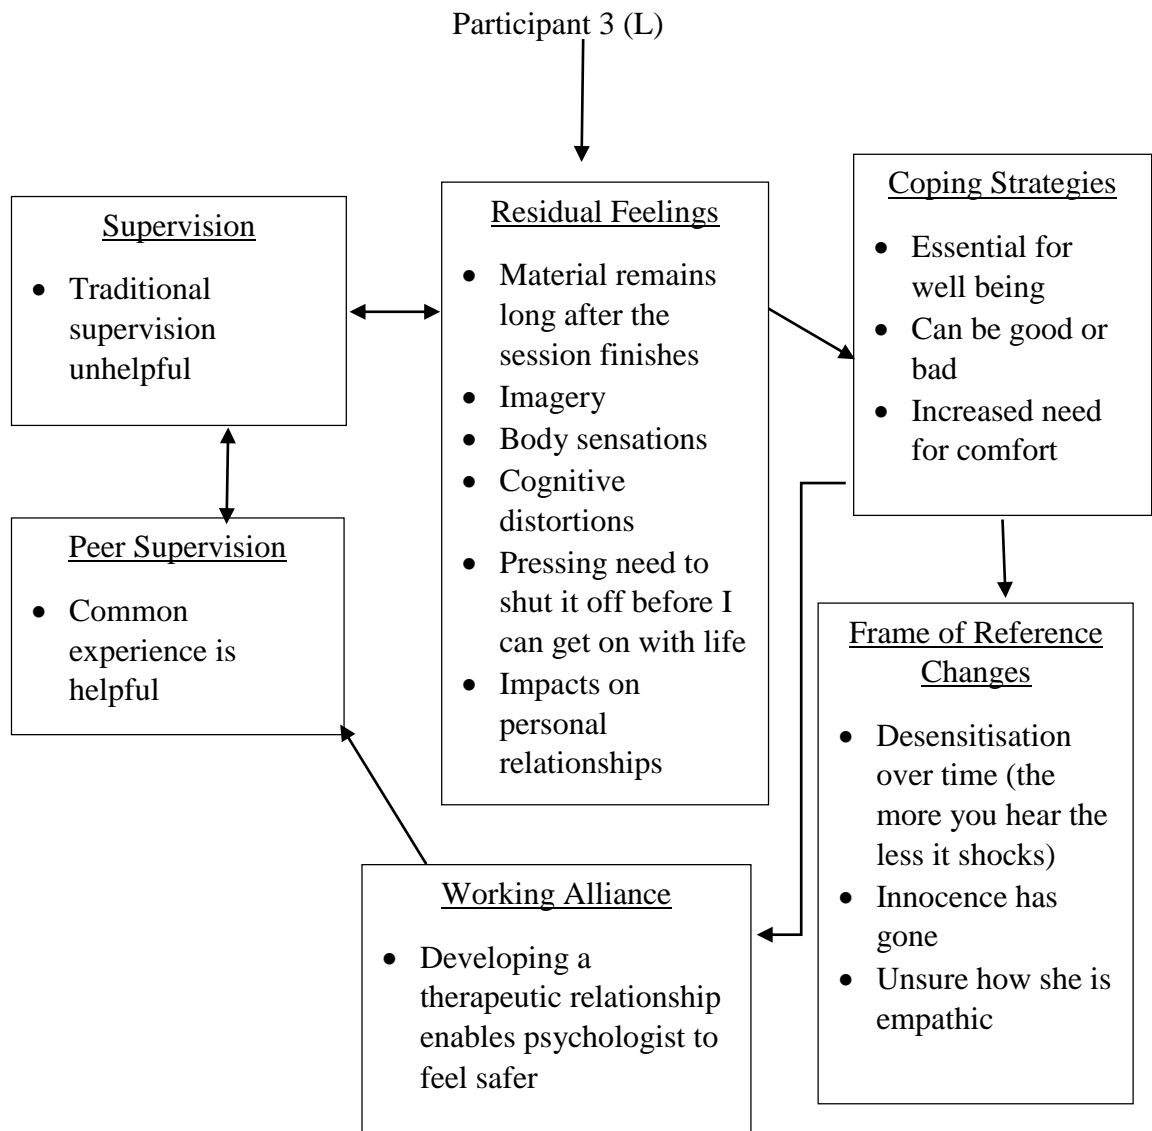 Participant 3 (L)
Supervision
• Traditional
supervision
unhelpful
Peer Supervision
• Common
experience is
helpful
Residual Feelings
• Material remains
long after the
session finishes
• Imagery
• Body sensations
• Cognitive
distortions
• Pressing need to
shut it off before I
can get on with life
• Impacts on
personal
relationships
Coping Strategies
• Essential for
well being
• Can be good or
bad
• Increased need
for comfort
Frame of Reference
Changes
• Desensitisation
over time (the
more you hear the
less it shocks)
• Innocence has
gone
• Unsure how she is
empathic
Working Alliance
• Developing a
therapeutic relationship
enables psychologist to
feel safer